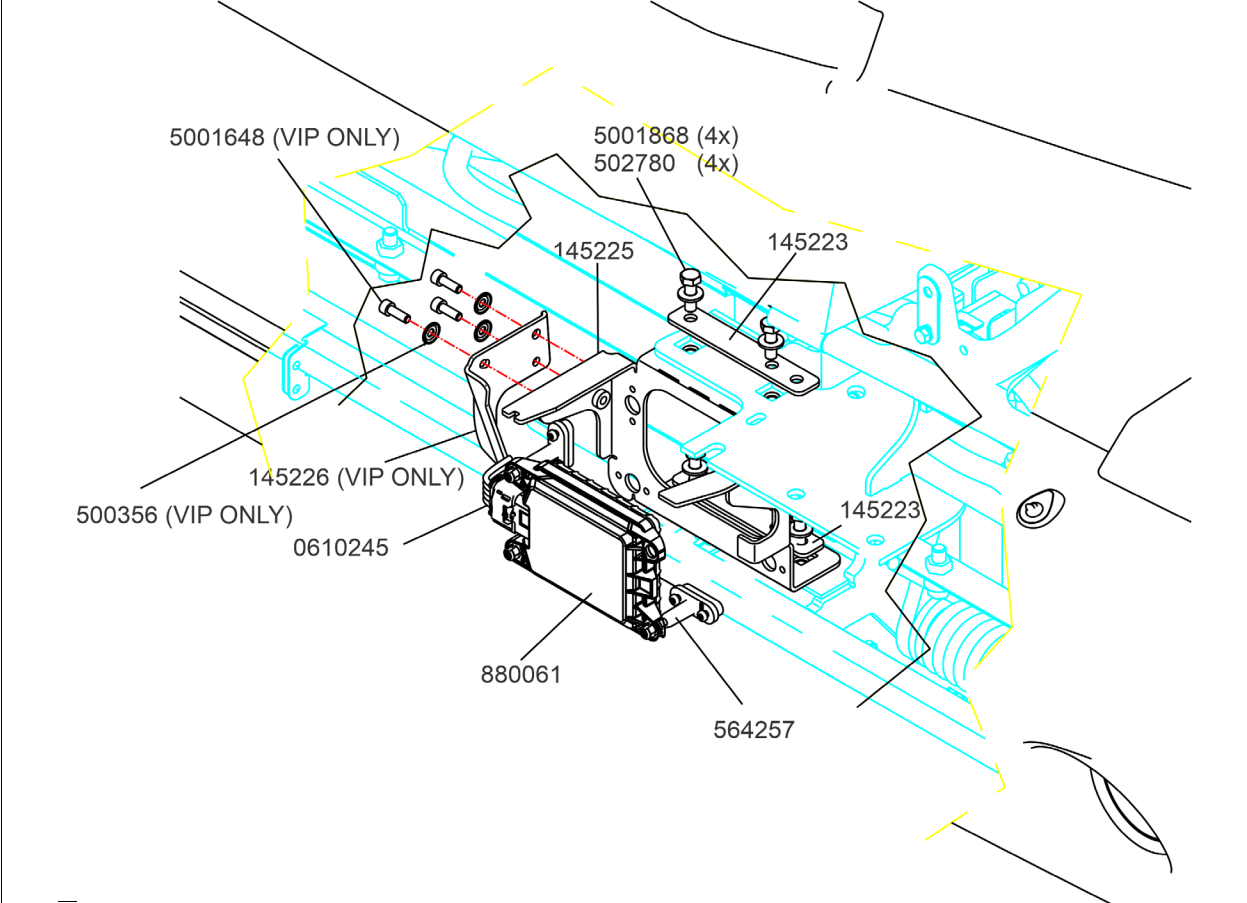 5001648 (VIP ONLY)
5001868 (4x)
502780 (4x)
145225
145223
145226 (VIP ONLY)
500356 (VIP ONLY)
145223
0610245
880061
564257